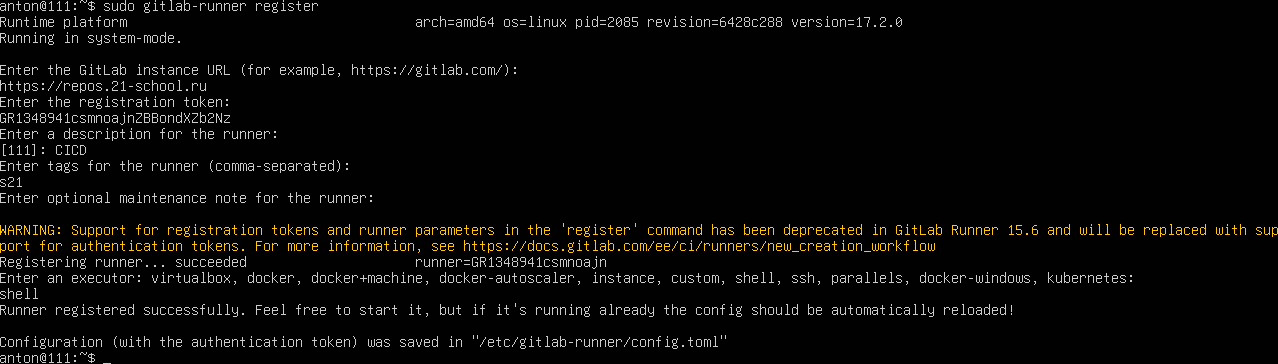 anton@111:~$ sudo gitlab-runner register
Runtime platform                                    arch=amd64 os=linux pid=2085 revision=6428c288 version=17.2.0
Running in system-mode.

Enter the GitLab instance URL (for example, https://gitlab.com/):
https://repos.21-school.ru
Enter the registration token:
GR1348941csmnoajnZBBondXZb2Nz
Enter a description for the runner:
[111]: CICD
Enter tags for the runner (comma-separated):
s21
Enter optional maintenance note for the runner:

WARNING: Support for registration tokens and runner parameters in the 'register' command has been deprecated in GitLab Runner 15.6 and will be replaced with sup
port for authentication tokens. For more information, see https://docs.gitlab.com/ee/ci/runners/new_creation_workflow
Registering runner... succeeded                     runner=GR1348941csmnoajn
Enter an executor: virtualbox, docker, docker+machine, docker-autoscaler, instance, custom, shell, ssh, parallels, docker-windows, kubernetes:
shell
Runner registered successfully. Feel free to start it, but if it's running already the config should be automatically reloaded!

Configuration (with the authentication token) was saved in "/etc/gitlab-runner/config.toml"
anton@111:~$ _